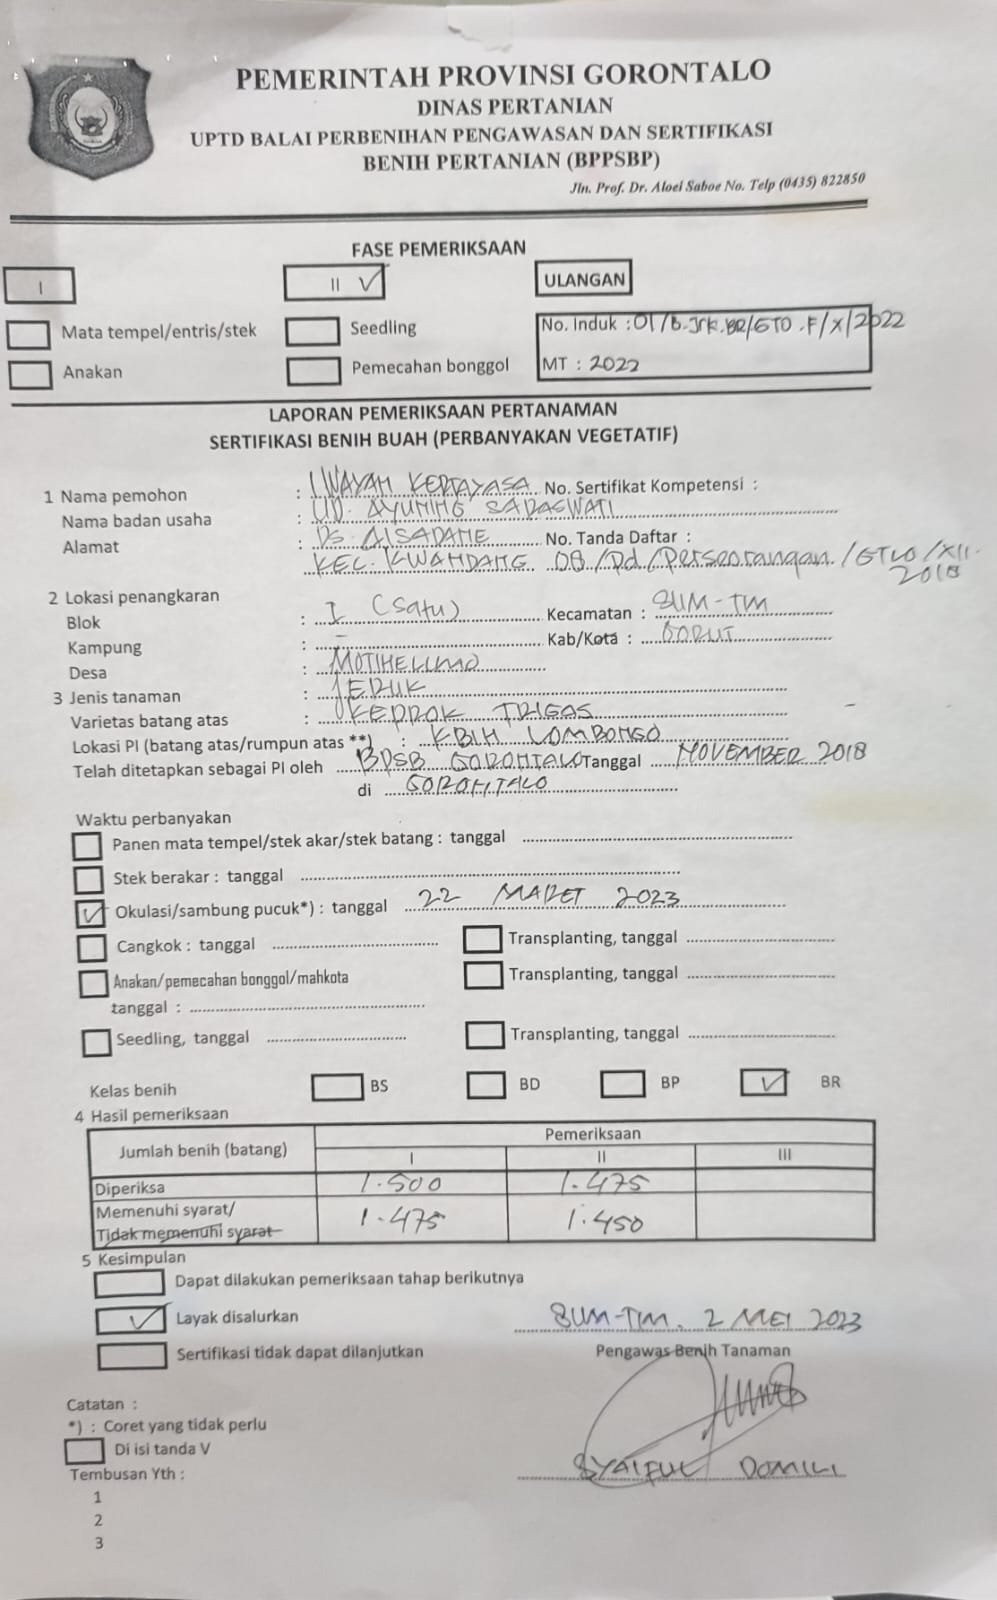 PEMERINTAH PROVINSI GORONTALO
DINAS PERTANIAN
UPTD BALAI PERBENIHAN PENGAWASAN DAN SERTIFIKASI
BENIH PERTANIAN (BPPSBP)
Jln. Prof. Dr. Aloei Saboe No. Telp (0435) 822850
FASE PEMERIKSAAN
I II V ULANGAN
Mata tempel/entris/stek Seedling No. Induk : 01/B.Jrk.BR/GTO.F/X/2022
Anakan Pemecahan bonggol MT : 2022
LAPORAN PEMERIKSAAN PERTANAMAN
SERTIFIKASI BENIH BUAH (PERBANYAKAN VEGETATIF)
1 Nama pemohon : I WAYAN KERTAYASA No. Sertifikat Kompetensi :
Nama badan usaha : UD. AYUNING SARASWATI
Alamat : DS. CISADANE No. Tanda Daftar :
KEC. KWANDANG 08/Pd/Perseorangan/GTLO/XII.
2018
2 Lokasi penangkaran
Blok : I (Satu) Kecamatan : SUM-TIM
Kampung : - Kab/Kota : GORUT
Desa : MOTIHELUMO
3 Jenis tanaman : JERUK
Varietas batang atas : KEPROK TRIGAS
Lokasi PI (batang atas/rumpun atas **) : KBIH LOMBONGO
Telah ditetapkan sebagai PI oleh BPSB GORONTALO Tanggal NOVEMBER 2018
di GORONTALO
Waktu perbanyakan
Panen mata tempel/stek akar/stek batang : tanggal
Stek berakar : tanggal
V Okulasi/sambung pucuk*) : tanggal 22 MARET 2023
Cangkok : tanggal Transplanting, tanggal
Anakan/pemecahan bonggol/mahkota Transplanting, tanggal
tanggal :
Seedling, tanggal Transplanting, tanggal
Kelas benih BS BD BP V BR
4 Hasil pemeriksaan
Jumlah benih (batang) Pemeriksaan
I II III
Diperiksa 1.500 1.475
Memenuhi syarat/ 1.475 1.450
Tidak memenuhi syarat
5 Kesimpulan
Dapat dilakukan pemeriksaan tahap berikutnya
V Layak disalurkan SUM-TIM, 2 MEI 2023
Sertifikasi tidak dapat dilanjutkan Pengawas Benih Tanaman
Catatan :
*) : Coret yang tidak perlu
Di isi tanda V
SYAIFUL DOMILI
Tembusan Yth :
1
2
3